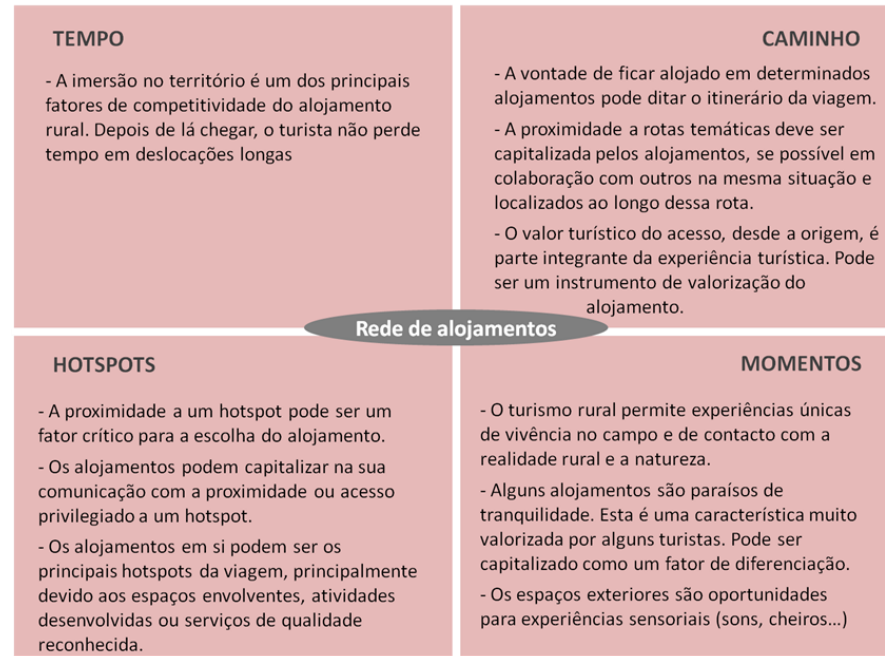 TEMPO
- A imersão no território é um dos principais
fatores de competitividade do alojamento
rural. Depois de lá chegar, o turista não perde
tempo em deslocações longas
CAMINHO
- A vontade de ficar alojado em determinados
alojamentos pode ditar o itinerário da viagem.
- A proximidade a rotas temáticas deve ser
capitalizada pelos alojamentos, se possível em
colaboração com outros na mesma situação e
localizados ao longo dessa rota.
- O valor turístico do acesso, desde a origem, é
parte integrante da experiência turística. Pode
ser um instrumento de valorização do
alojamento.
Rede de alojamentos
HOTSPOTS
- A proximidade a um hotspot pode ser um
fator crítico para a escolha do alojamento.
- Os alojamentos podem capitalizar na sua
comunicação com a proximidade ou acesso
privilegiado a um hotspot.
- Os alojamentos em si podem ser os
principais hotspots da viagem, principalmente
devido aos espaços envolventes, atividades
desenvolvidas ou serviços de qualidade
reconhecida.
MOMENTOS
- O turismo rural permite experiências únicas
de vivência no campo e de contacto com a
realidade rural e a natureza.
- Alguns alojamentos são paraísos de
tranquilidade. Esta é uma característica muito
valorizada por alguns turistas. Pode ser
capitalizado como um fator de diferenciação.
- Os espaços exteriores são oportunidades
para experiências sensoriais (sons, cheiros...)